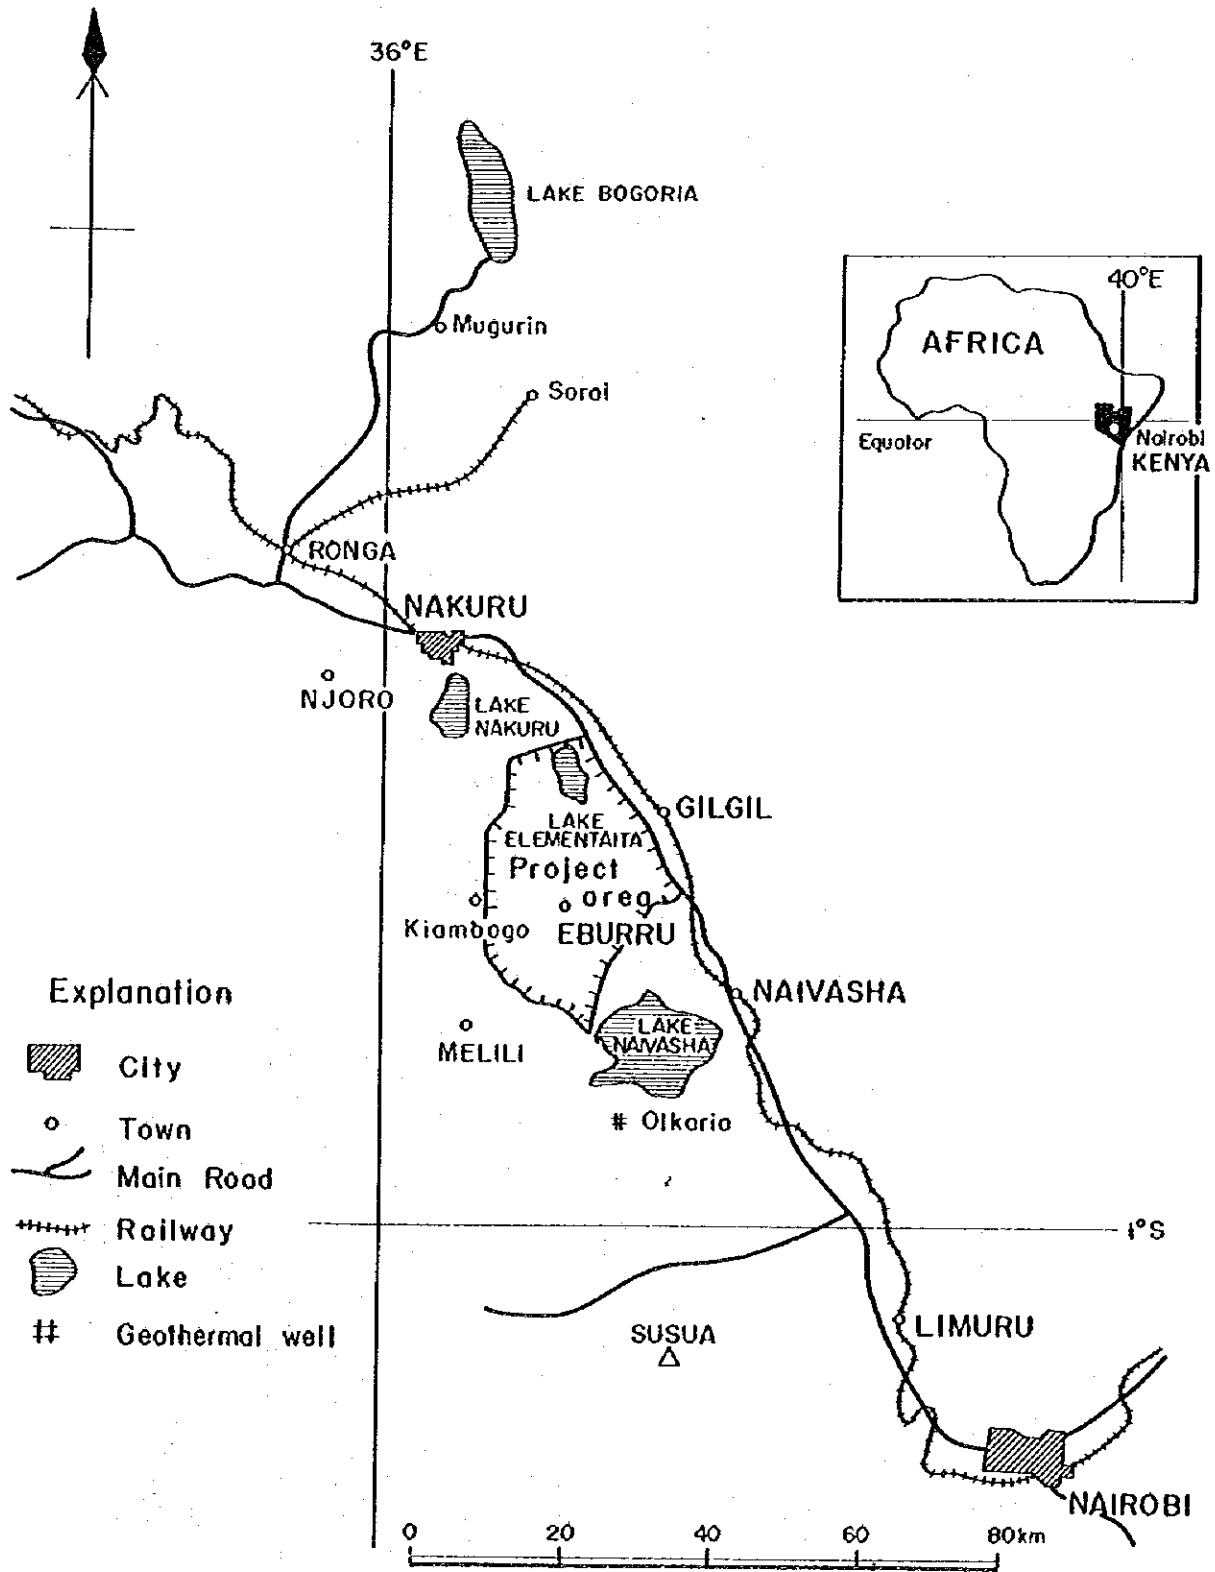 36°E
LAKE BOGORIA
Mugurin
Soral
40°E
AFRICA
Equator
Nairobi
KENYA
RONGA
NAKURU
NJORO
LAKE
NAKURU
GILGIL
LAKE
ELEMENTAITA
Project
area
Kiambogo
EBURRU
NAIVASHA
LAKE
NAIVASHA
MELILI
# Olkaria
Explanation
City
Town
Main Road
Railway
Lake
Geothermal well
1°S
SUSUA
LIMURU
NAIROBI
0 20 40 60 80km